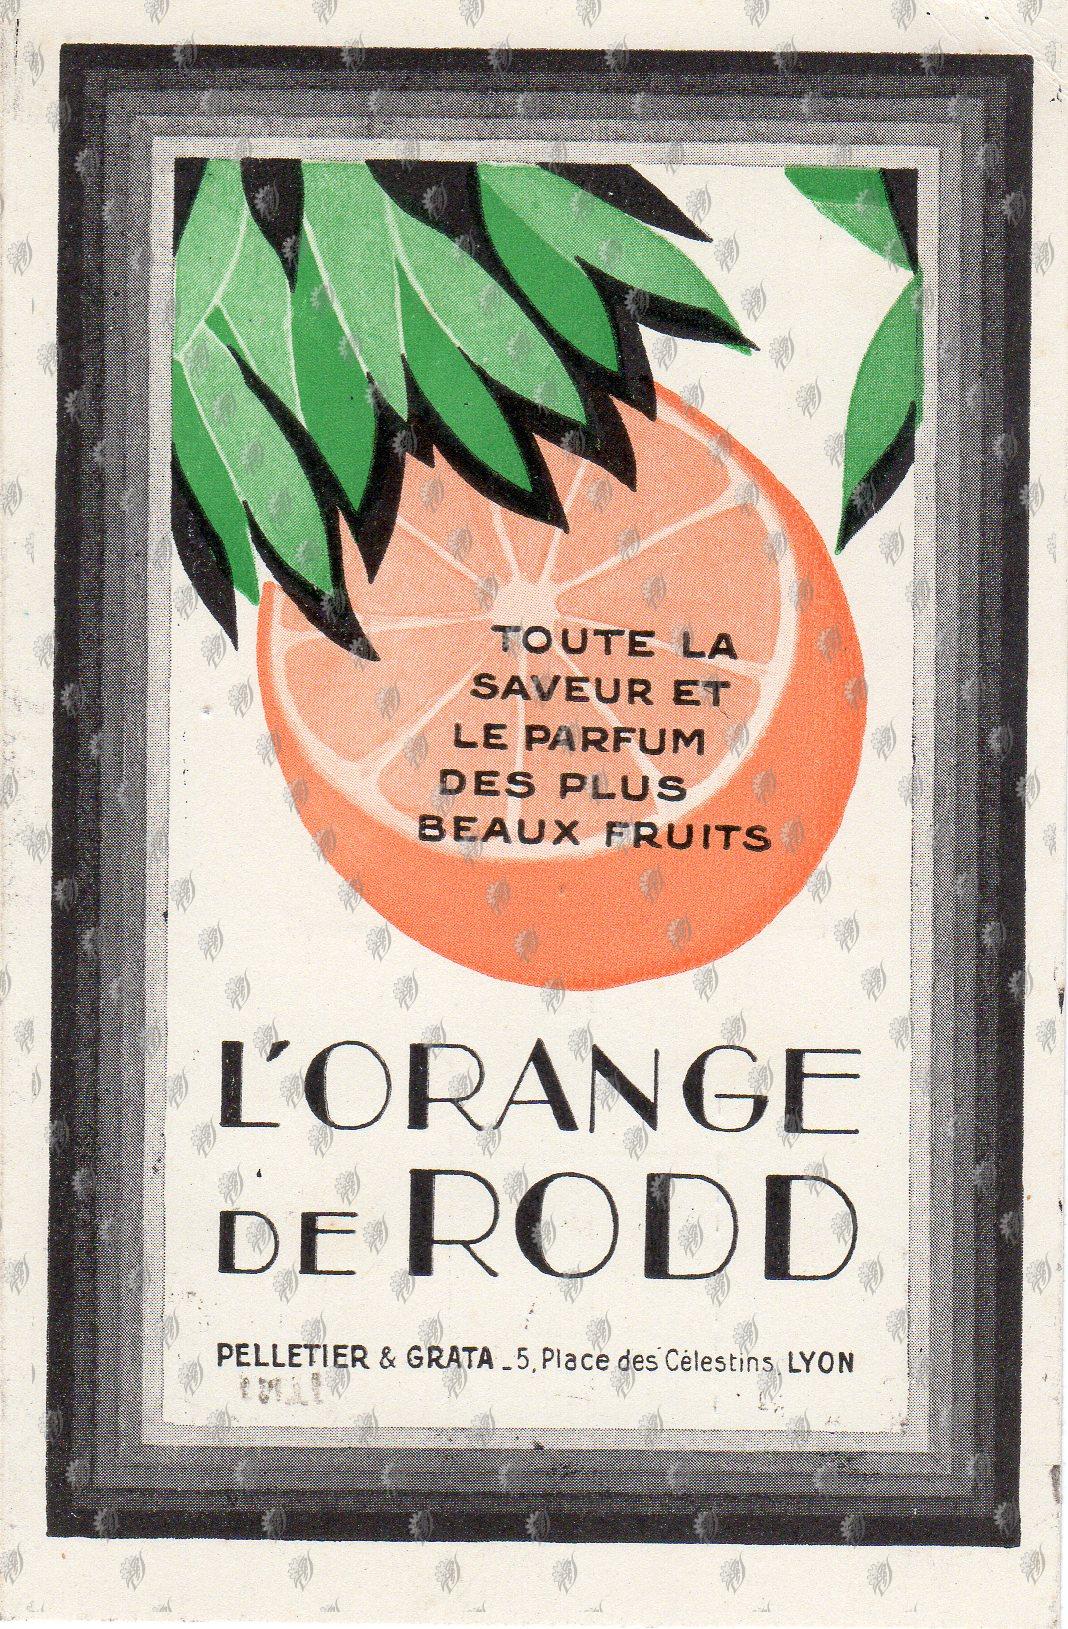 TOUTE LA
SAVEUR ET
LE PARFUM
DES PLUS
BEAUX FRUITS
L'ORANGE
DE RODD
PELLETIER & GRATA - 5, Place des Célestins, LYON